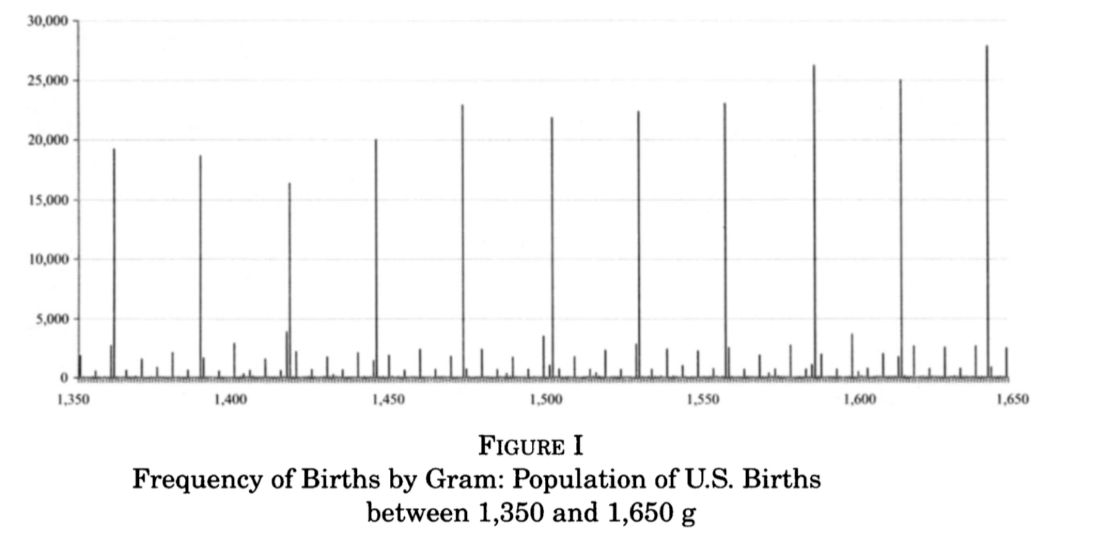 30,000
25,000
20,000
15,000
10,000
5,000
0
1,350 1,400 1,450 1,500 1,550 1,600 1,650
FIGURE I
Frequency of Births by Gram: Population of U.S. Births
between 1,350 and 1,650 g